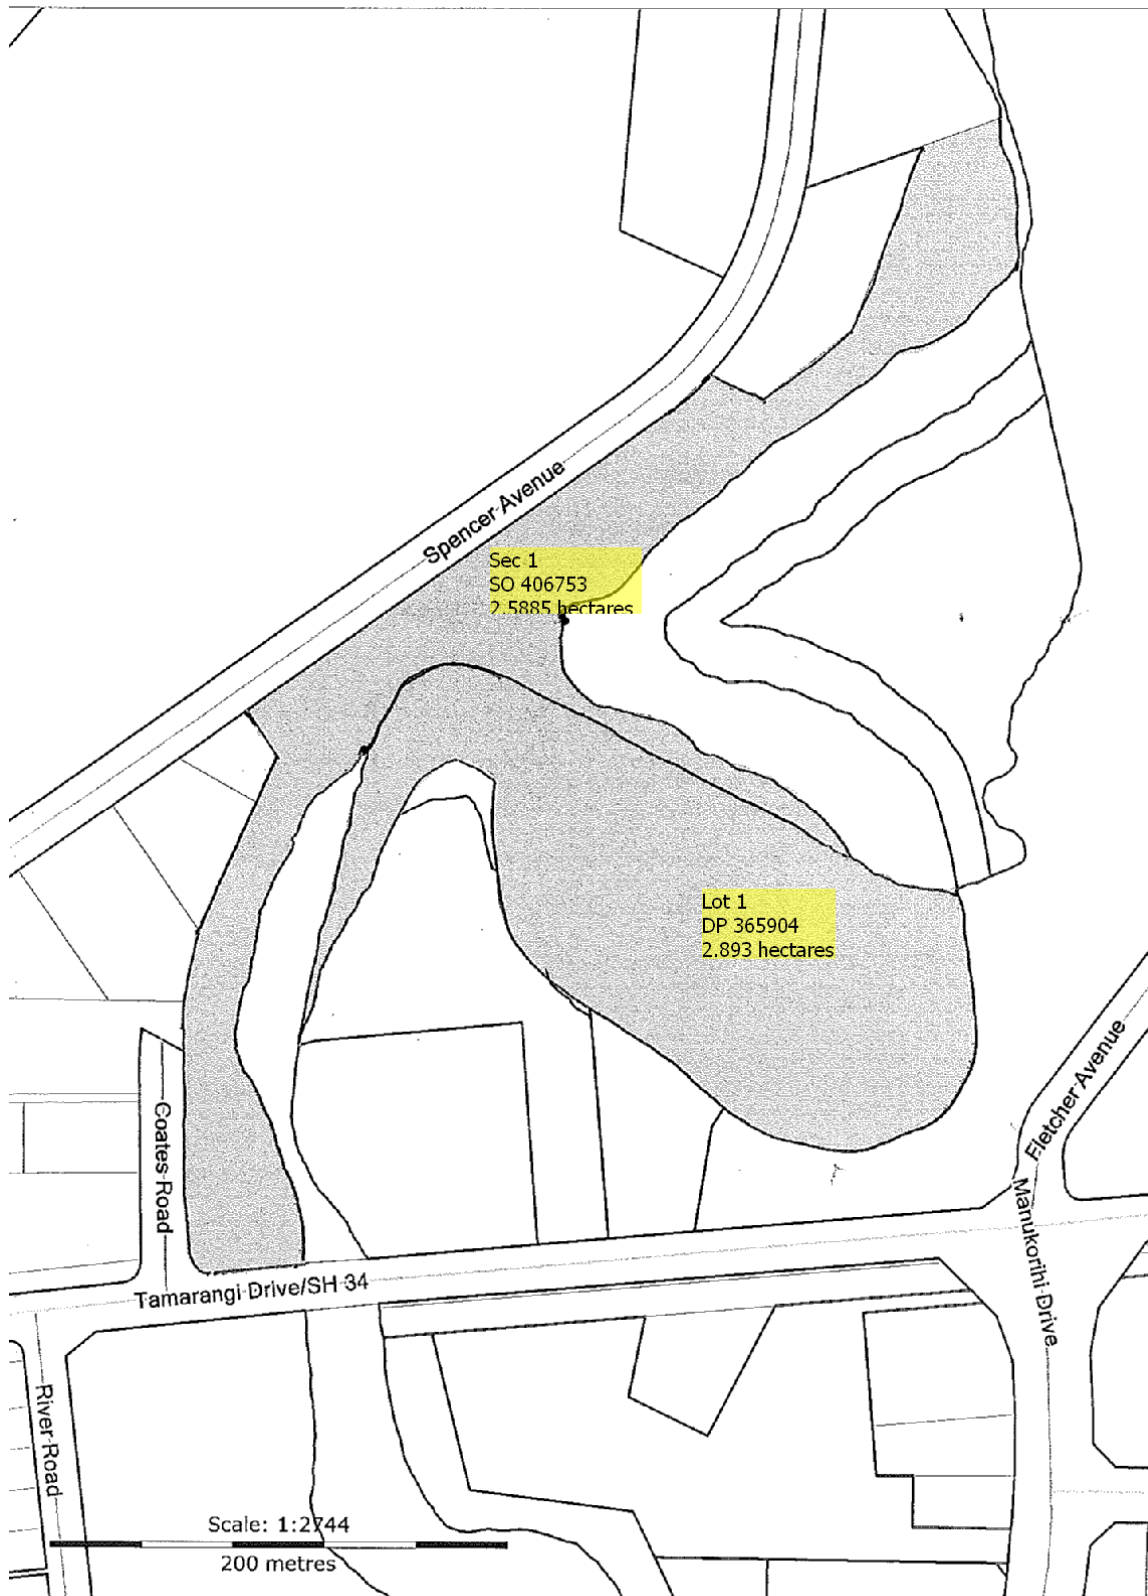 Spencer Avenue
Sec 1
SO 406753
2.5885 hectares
Lot 1
DP 365904
2.893 hectares
Fletcher Avenue
Coates Road
Manukorihi Drive
Tamarangi Drive/SH 34
River Road
Scale: 1:2744
200 metres